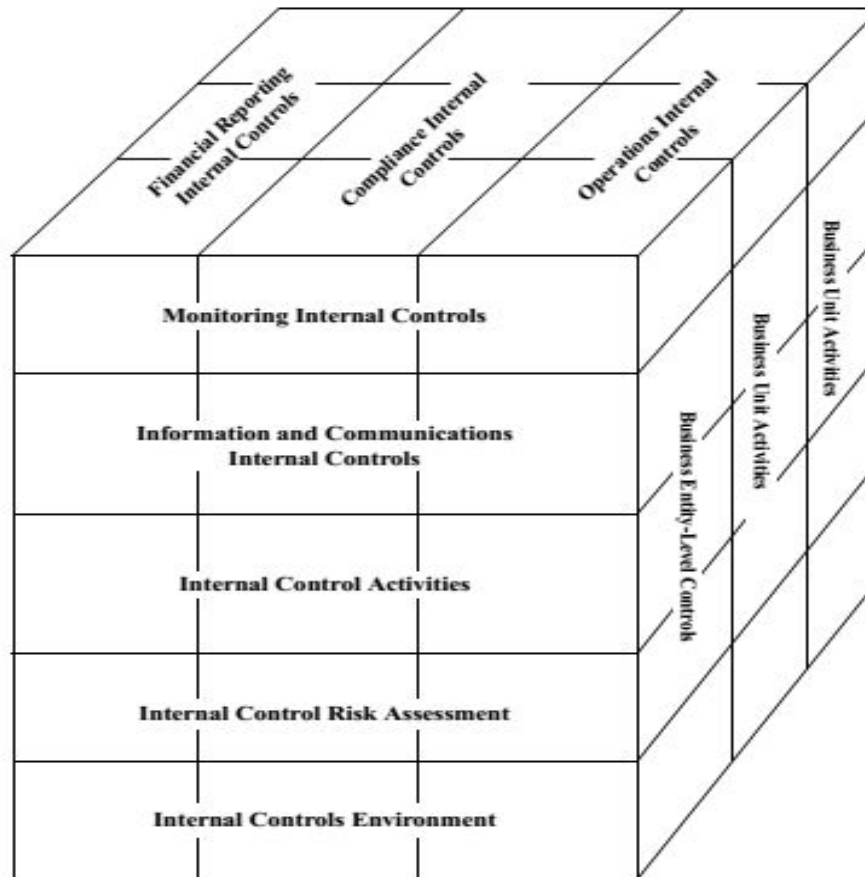 Financial Reporting
Internal Controls
Compliance Internal
Controls
Operations Internal
Controls
Monitoring Internal Controls
Information and Communications
Internal Controls
Internal Control Activities
Internal Control Risk Assessment
Internal Controls Environment
Business Entity-Level Controls
Business Unit Activities
Business Unit Activities